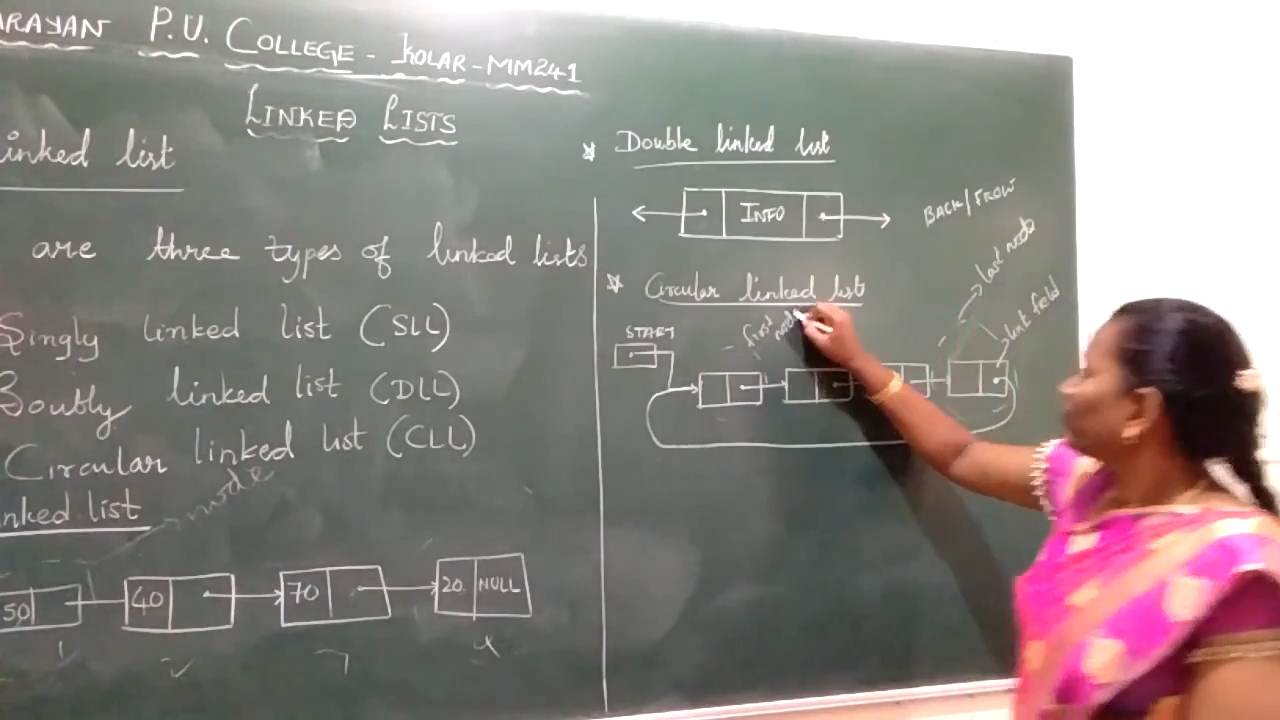 ARAYAN P.U. COLLEGE - KOLAR - MM241
LINKED LISTS
inked list
are three types of linked lists.
Singly linked list (SLL)
Doubly linked list (DLL)
Circular linked list (CLL)
nked list
node
50 40 70 20 NULL
* Double linked list
INFO
BACK/
* Circular linked list
START
first node
last node
link field